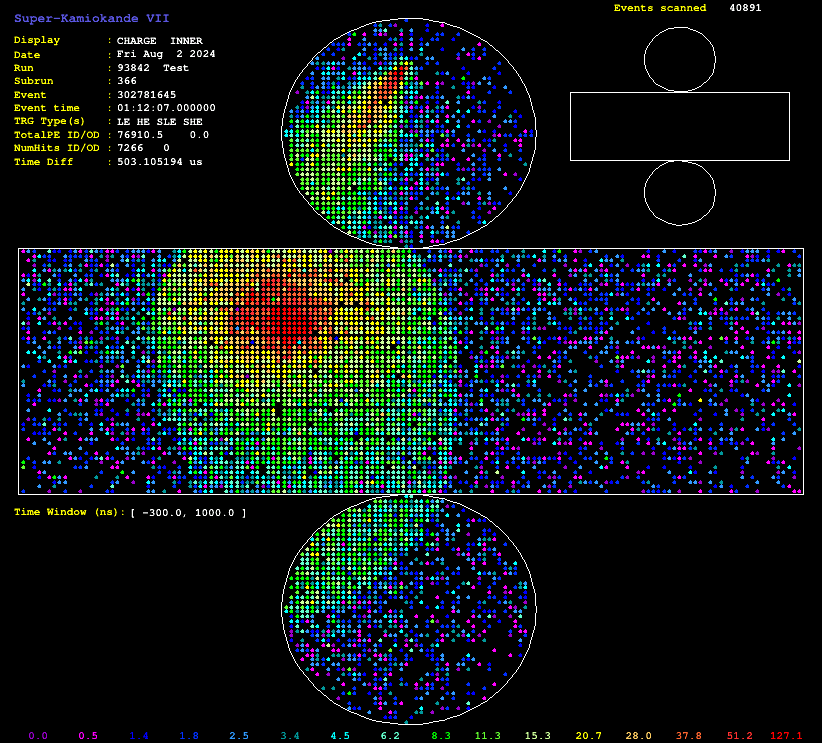 Super-Kamiokande VII
Events scanned 40891
Display : CHARGE INNER
Date : Fri Aug 2 2024
Run : 93842 Test
Subrun : 366
Event : 302781645
Event time : 01:12:07.000000
TRG Type(s) : LE HE SLE SHE
TotalPE ID/OD : 76910.5 0.0
NumHits ID/OD : 7266 0
Time Diff : 503.105194 us
Time Window (ns): [ -300.0, 1000.0 ]
0.0 0.5 1.4 1.8 2.5 3.4 4.5 6.2 8.3 11.3 15.3 20.7 28.0 37.8 51.2 127.1